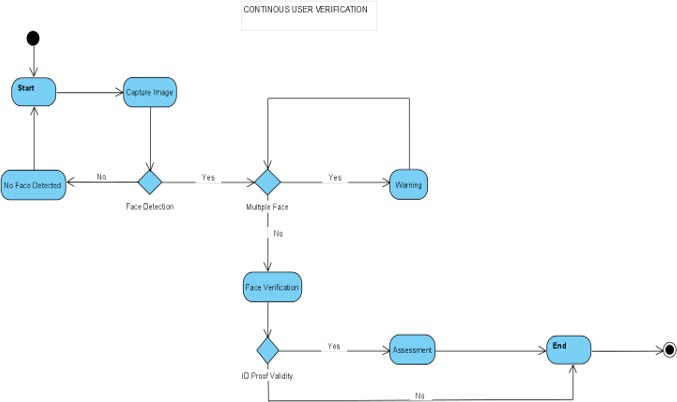 CONTINOUS USER VERIFICATION
Start
Capture Image
No Face Detected
No
Face Detection
Yes
Multiple Face
Yes
Warning
No
Face Verification
ID Proof Validity
Yes
Assessment
End
No